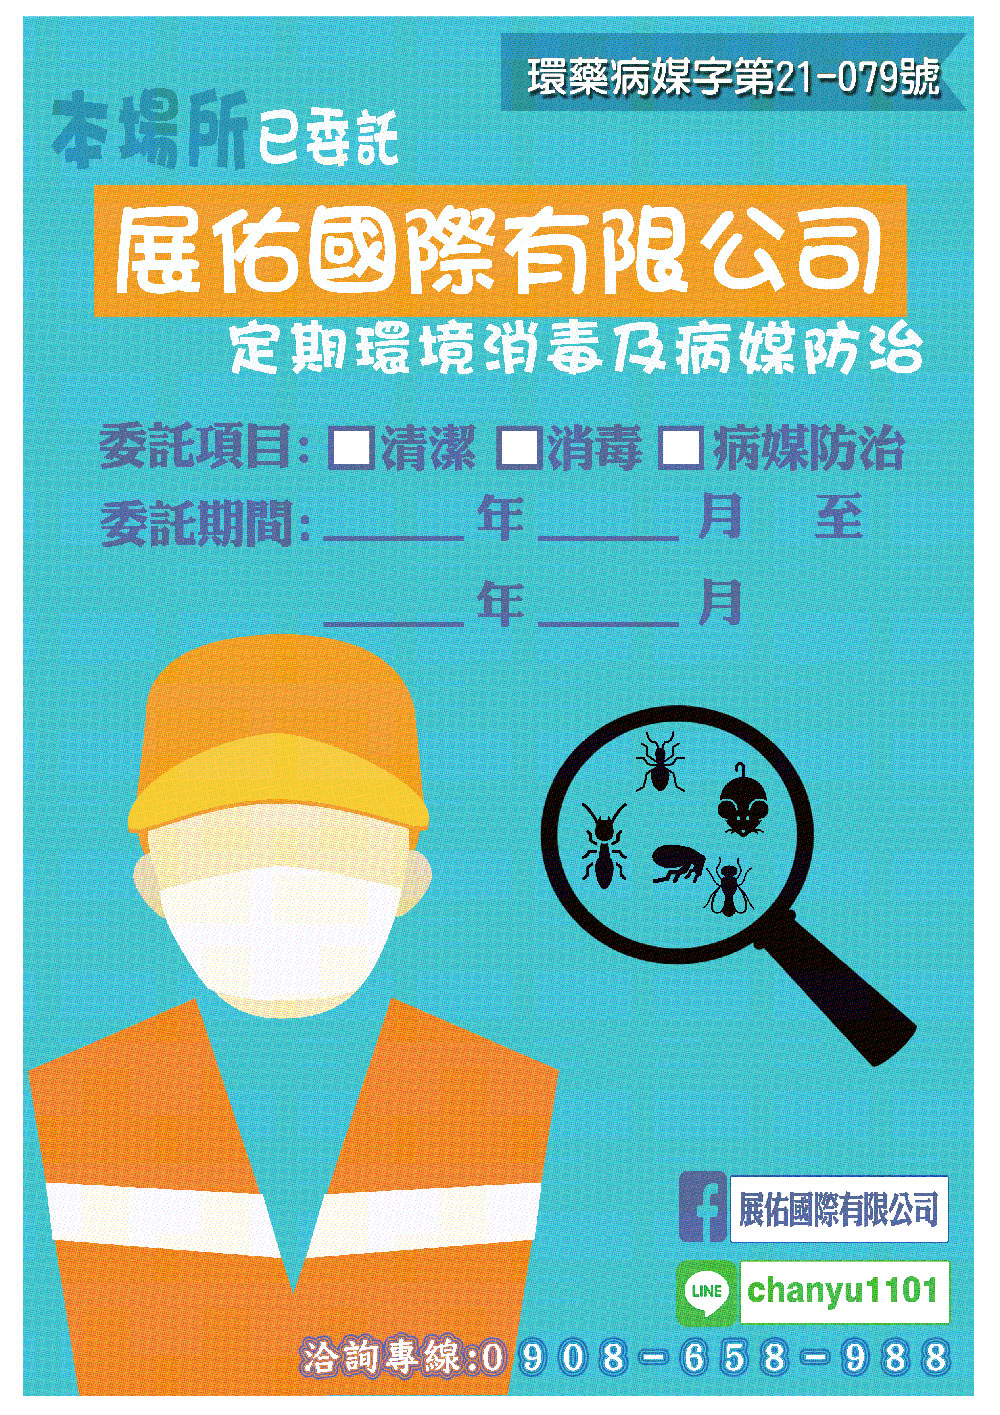 環藥病媒字第21-079號
本場所已委託
展佑國際有限公司
定期環境消毒及病媒防治
委託項目: □清潔 □消毒 □病媒防治
委託期間: ______ 年 ______ 月 至
______ 年 ______ 月
展佑國際有限公司
LINE chanyu1101
洽詢專線:0908-658-988